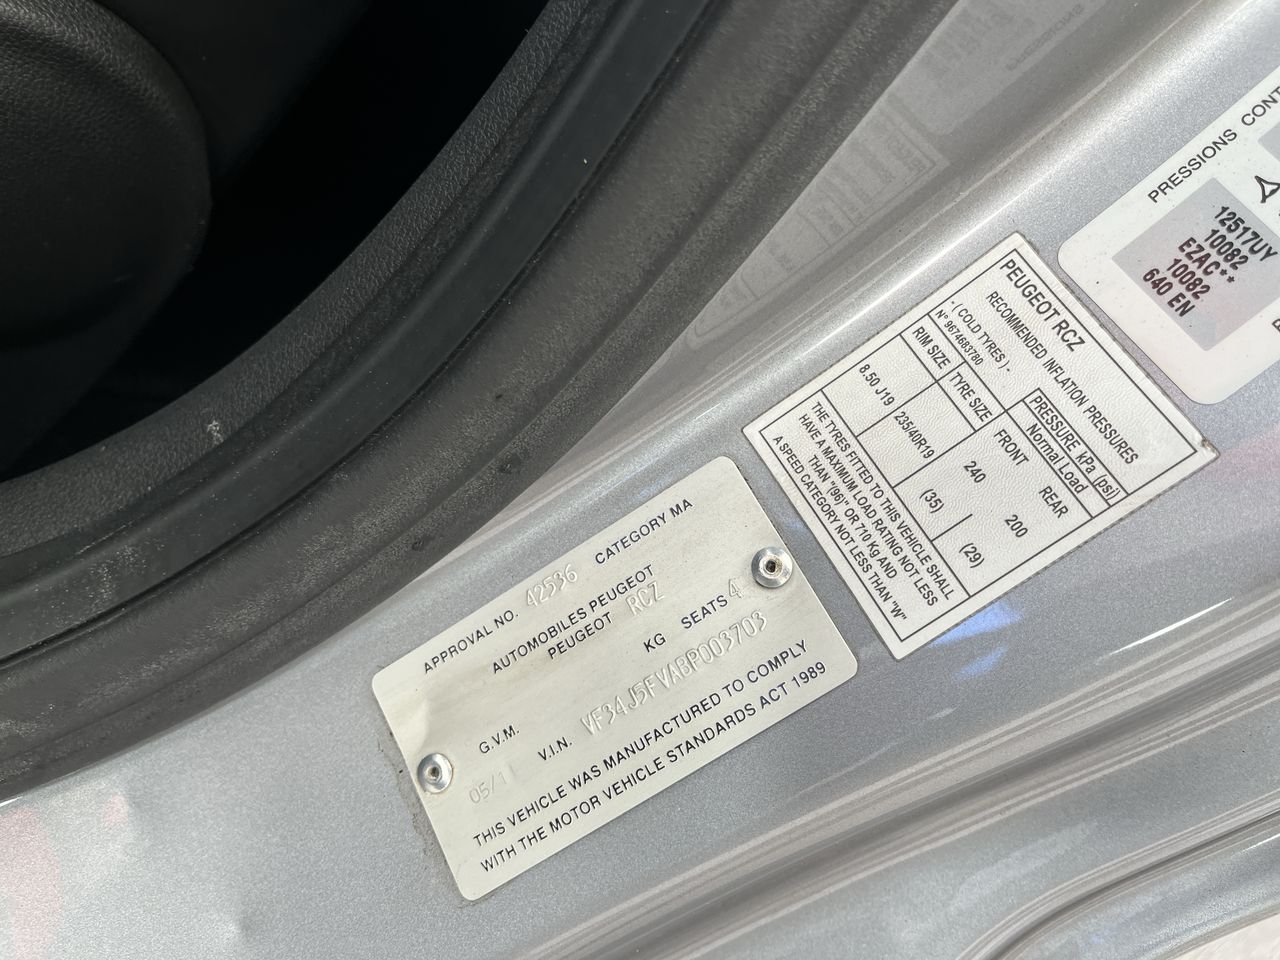 APPROVAL NO. 42536 CATEGORY MA
AUTOMOBILES PEUGEOT
PEUGEOT RCZ
G.V.M. KG SEATS 4
05/11 V.I.N. VF34J5FVABP003703
THIS VEHICLE WAS MANUFACTURED TO COMPLY
WITH THE MOTOR VEHICLE STANDARDS ACT 1989
PEUGEOT RCZ
RECOMMENDED INFLATION PRESSURES
-( COLD TYRES )-
N° 9674683780
PRESSURE kPa (psi)
Normal Load
RIM SIZE TYRE SIZE FRONT REAR
8.50 J19 235/40R19 240 (35) 200 (29)
THE TYRES FITTED TO THIS VEHICLE SHALL
HAVE A MAXIMUM LOAD RATING NOT LESS
THAN "(96)" OR 710 Kg AND
A SPEED CATEGORY NOT LESS THAN "W"
PRESSIONS
12517UY
10082
EZAC**
10082
640 EN